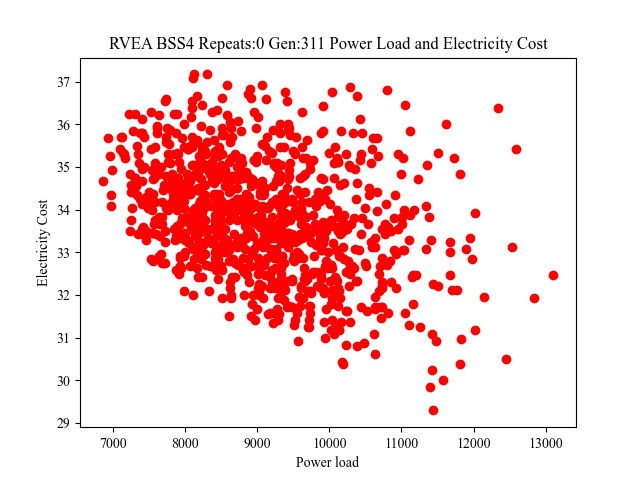 RVEA BSS4 Repeats:0 Gen:311 Power Load and Electricity Cost
37
36
35
34
33
32
31
30
29
Electricity Cost
7000 8000 9000 10000 11000 12000 13000
Power load